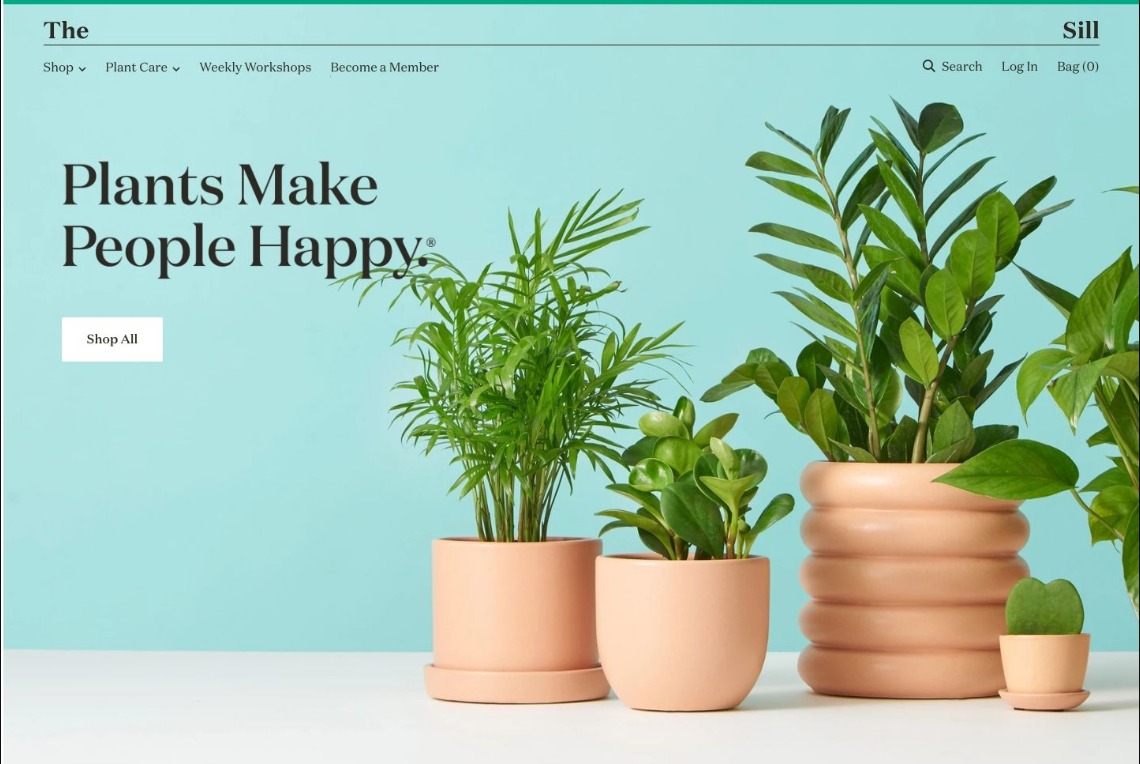 The Sill
Shop Plant Care Weekly Workshops Become a Member Search Log In Bag (0)
Plants Make
People Happy.®
Shop All